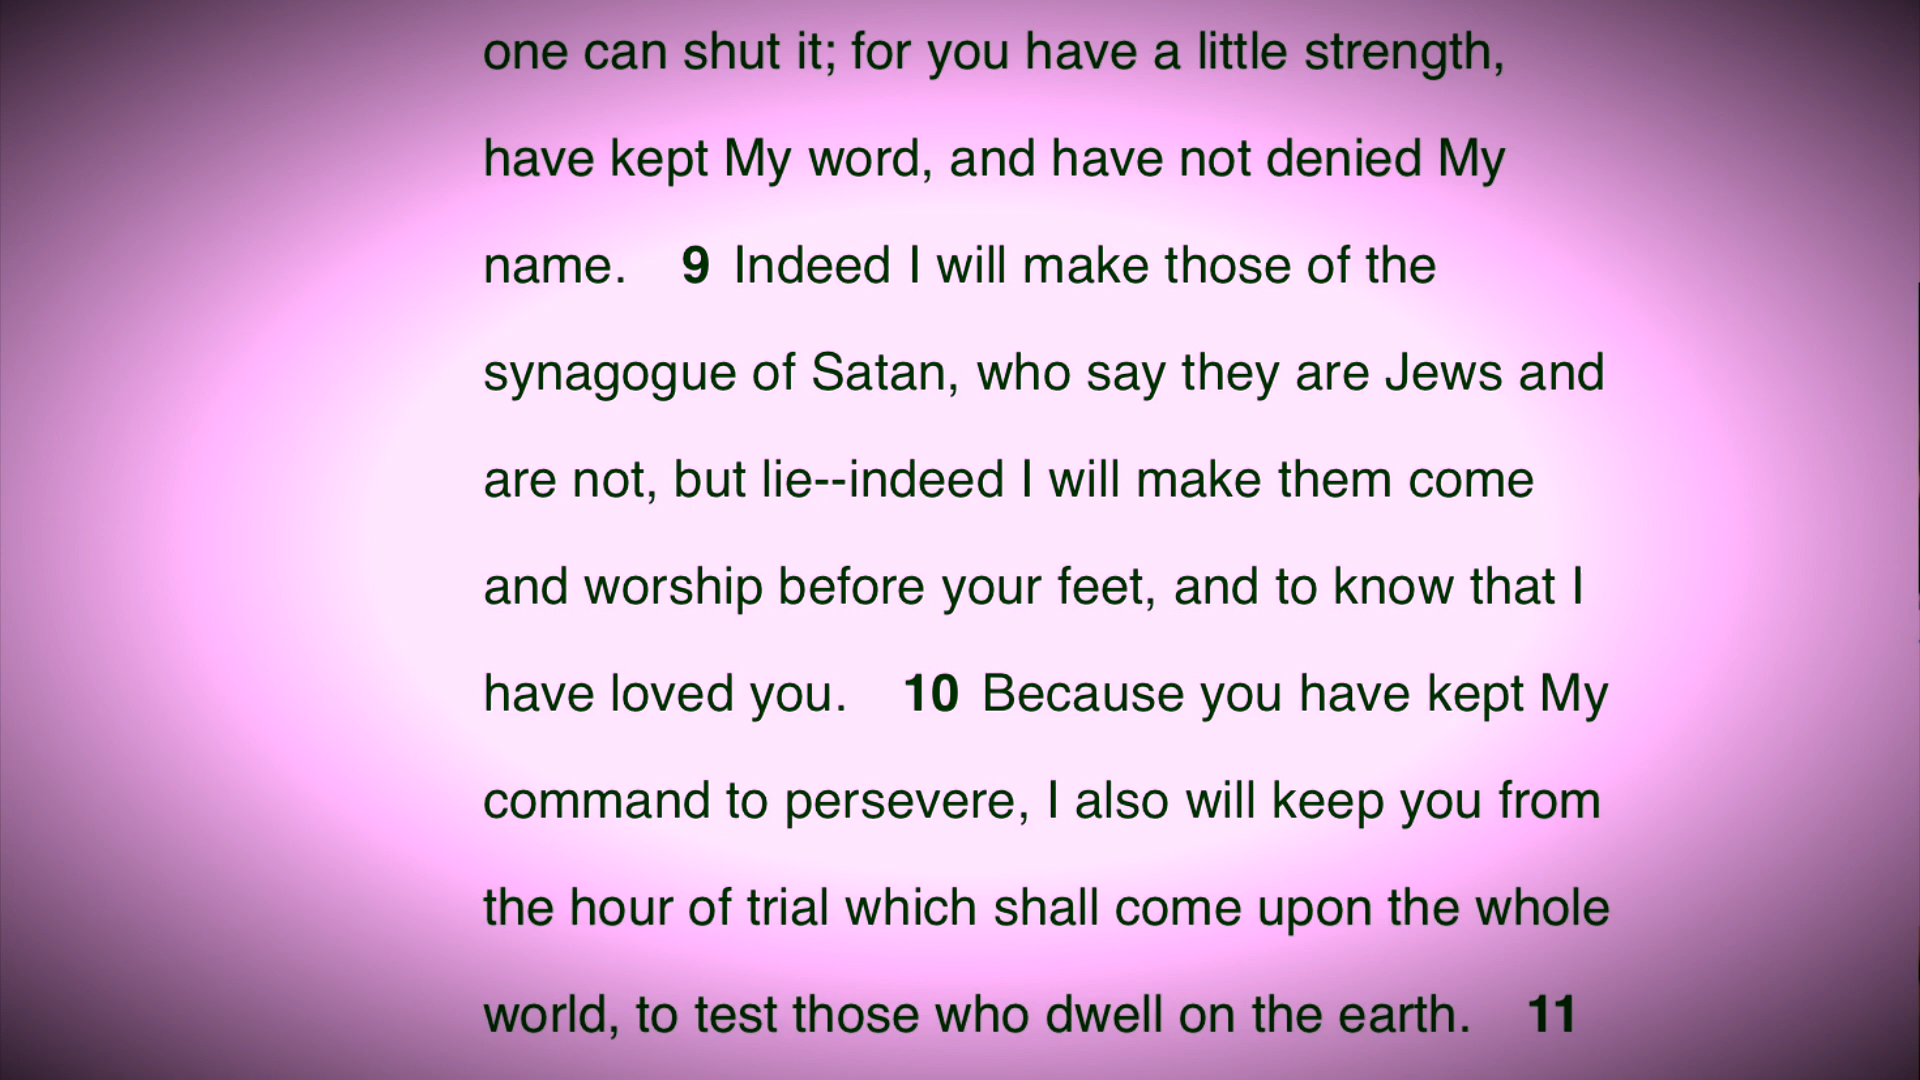 one can shut it; for you have a little strength,
have kept My word, and have not denied My
name. 9 Indeed I will make those of the
synagogue of Satan, who say they are Jews and
are not, but lie--indeed I will make them come
and worship before your feet, and to know that I
have loved you. 10 Because you have kept My
command to persevere, I also will keep you from
the hour of trial which shall come upon the whole
world, to test those who dwell on the earth. 11